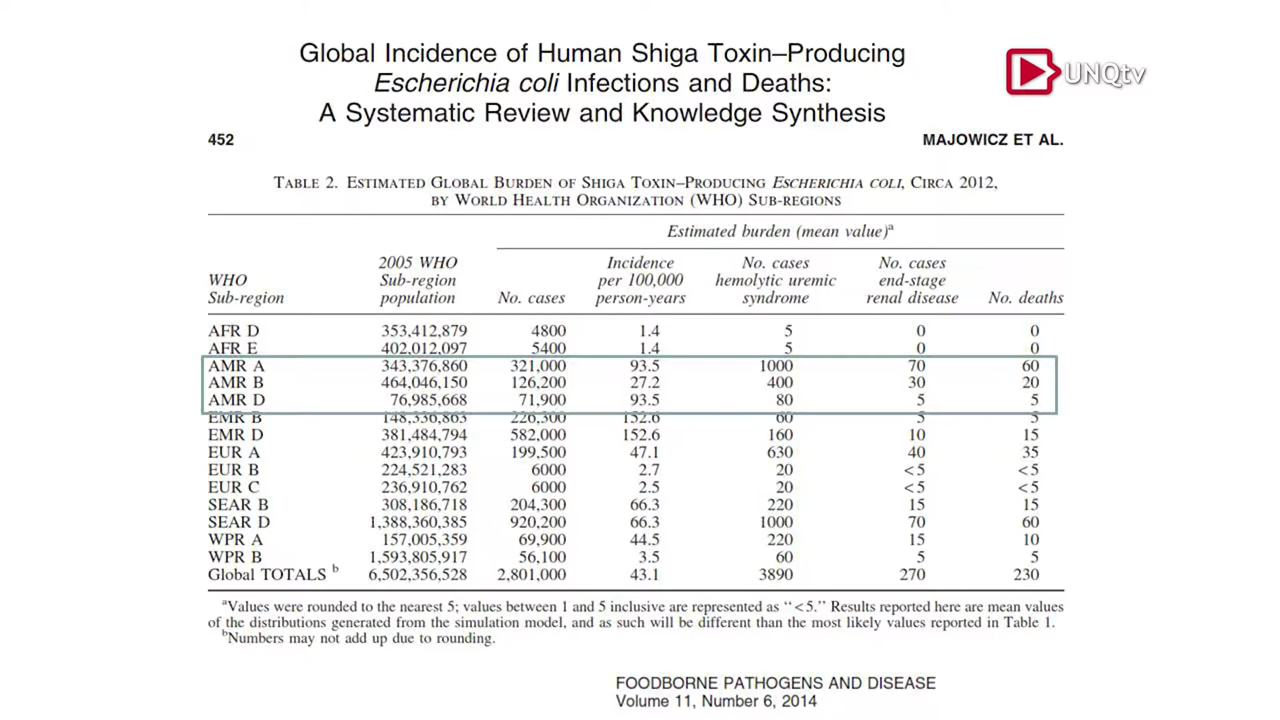 Global Incidence of Human Shiga Toxin–Producing
Escherichia coli Infections and Deaths:
A Systematic Review and Knowledge Synthesis
UNQtv
452 MAJOWICZ ET AL.
Table 2. Estimated Global Burden of Shiga Toxin–Producing Escherichia coli, Circa 2012,
by World Health Organization (WHO) Sub-regions
Estimated burden (mean value)a
2005 WHO Incidence No. cases No. cases
WHO Sub-region per 100,000 hemolytic uremic end-stage
Sub-region population No. cases person-years syndrome renal disease No. deaths
AFR D 353,412,879 4800 1.4 5 0 0
AFR E 402,012,097 5400 1.4 5 0 0
AMR A 343,376,860 321,000 93.5 1000 70 60
AMR B 464,046,150 126,200 27.2 400 30 20
AMR D 76,985,668 71,900 93.5 80 5 5
EMR B 148,336,863 226,300 152.6 60 5 5
EMR D 381,484,794 582,000 152.6 160 10 15
EUR A 423,910,793 199,500 47.1 630 40 35
EUR B 224,521,283 6000 2.7 20 <5 <5
EUR C 236,910,762 6000 2.5 20 <5 <5
SEAR B 308,186,718 204,300 66.3 220 15 15
SEAR D 1,388,360,385 920,200 66.3 1000 70 60
WPR A 157,005,359 69,900 44.5 220 15 10
WPR B 1,593,805,917 56,100 3.5 60 5 5
Global TOTALS b 6,502,356,528 2,801,000 43.1 3890 270 230
aValues were rounded to the nearest 5; values between 1 and 5 inclusive are represented as ‘‘<5.’’ Results reported here are mean values
of the distributions generated from the simulation model, and as such will be different than the most likely values reported in Table 1.
bNumbers may not add up due to rounding.
FOODBORNE PATHOGENS AND DISEASE
Volume 11, Number 6, 2014